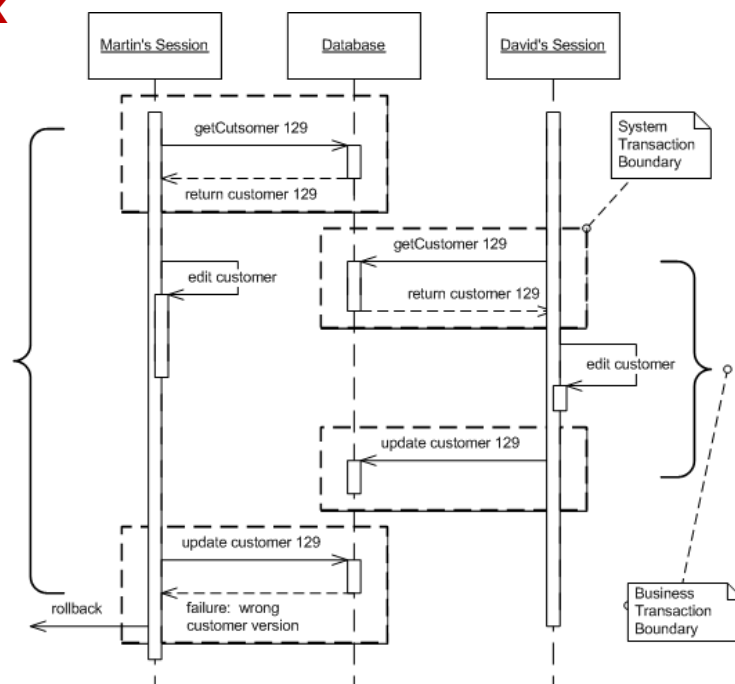 Martin's Session
Database
David's Session
getCutsomer 129
return customer 129
System
Transaction
Boundary
getCustomer 129
edit customer
return customer 129
edit customer
update customer 129
update customer 129
failure: wrong
customer version
rollback
Business
Transaction
Boundary